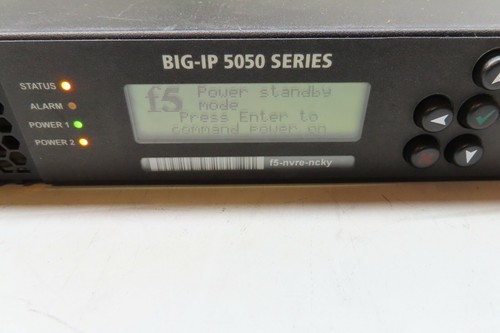 BIG-IP 5050 SERIES
STATUS
ALARM
POWER 1
POWER 2
f5
Power standby
mode
Press Enter to
command power on
f5-nvre-ncky